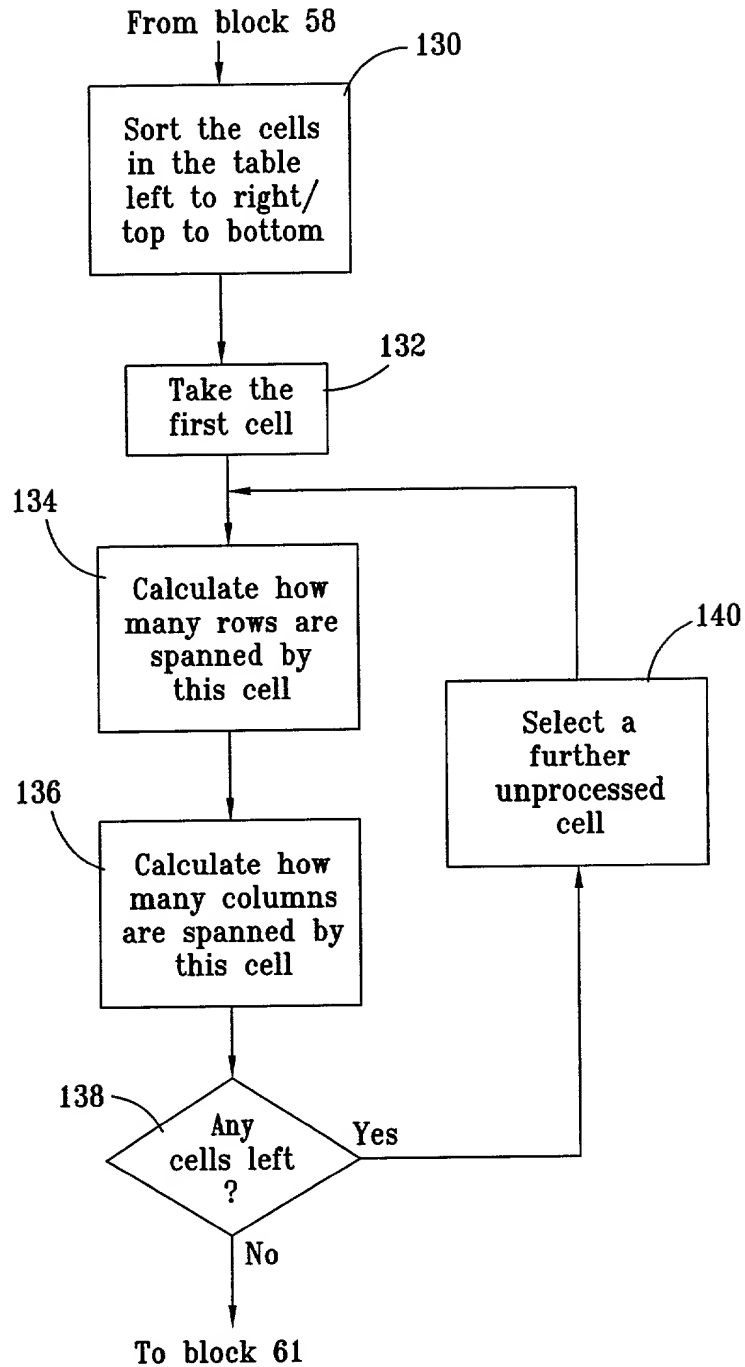 From block 58
130
Sort the cells
in the table
left to right/
top to bottom
132
Take the
first cell
134
Calculate how
many rows are
spanned by
this cell
140
Select a
further
unprocessed
cell
136
Calculate how
many columns
are spanned by
this cell
138
Any
cells left
?
Yes
No
To block 61